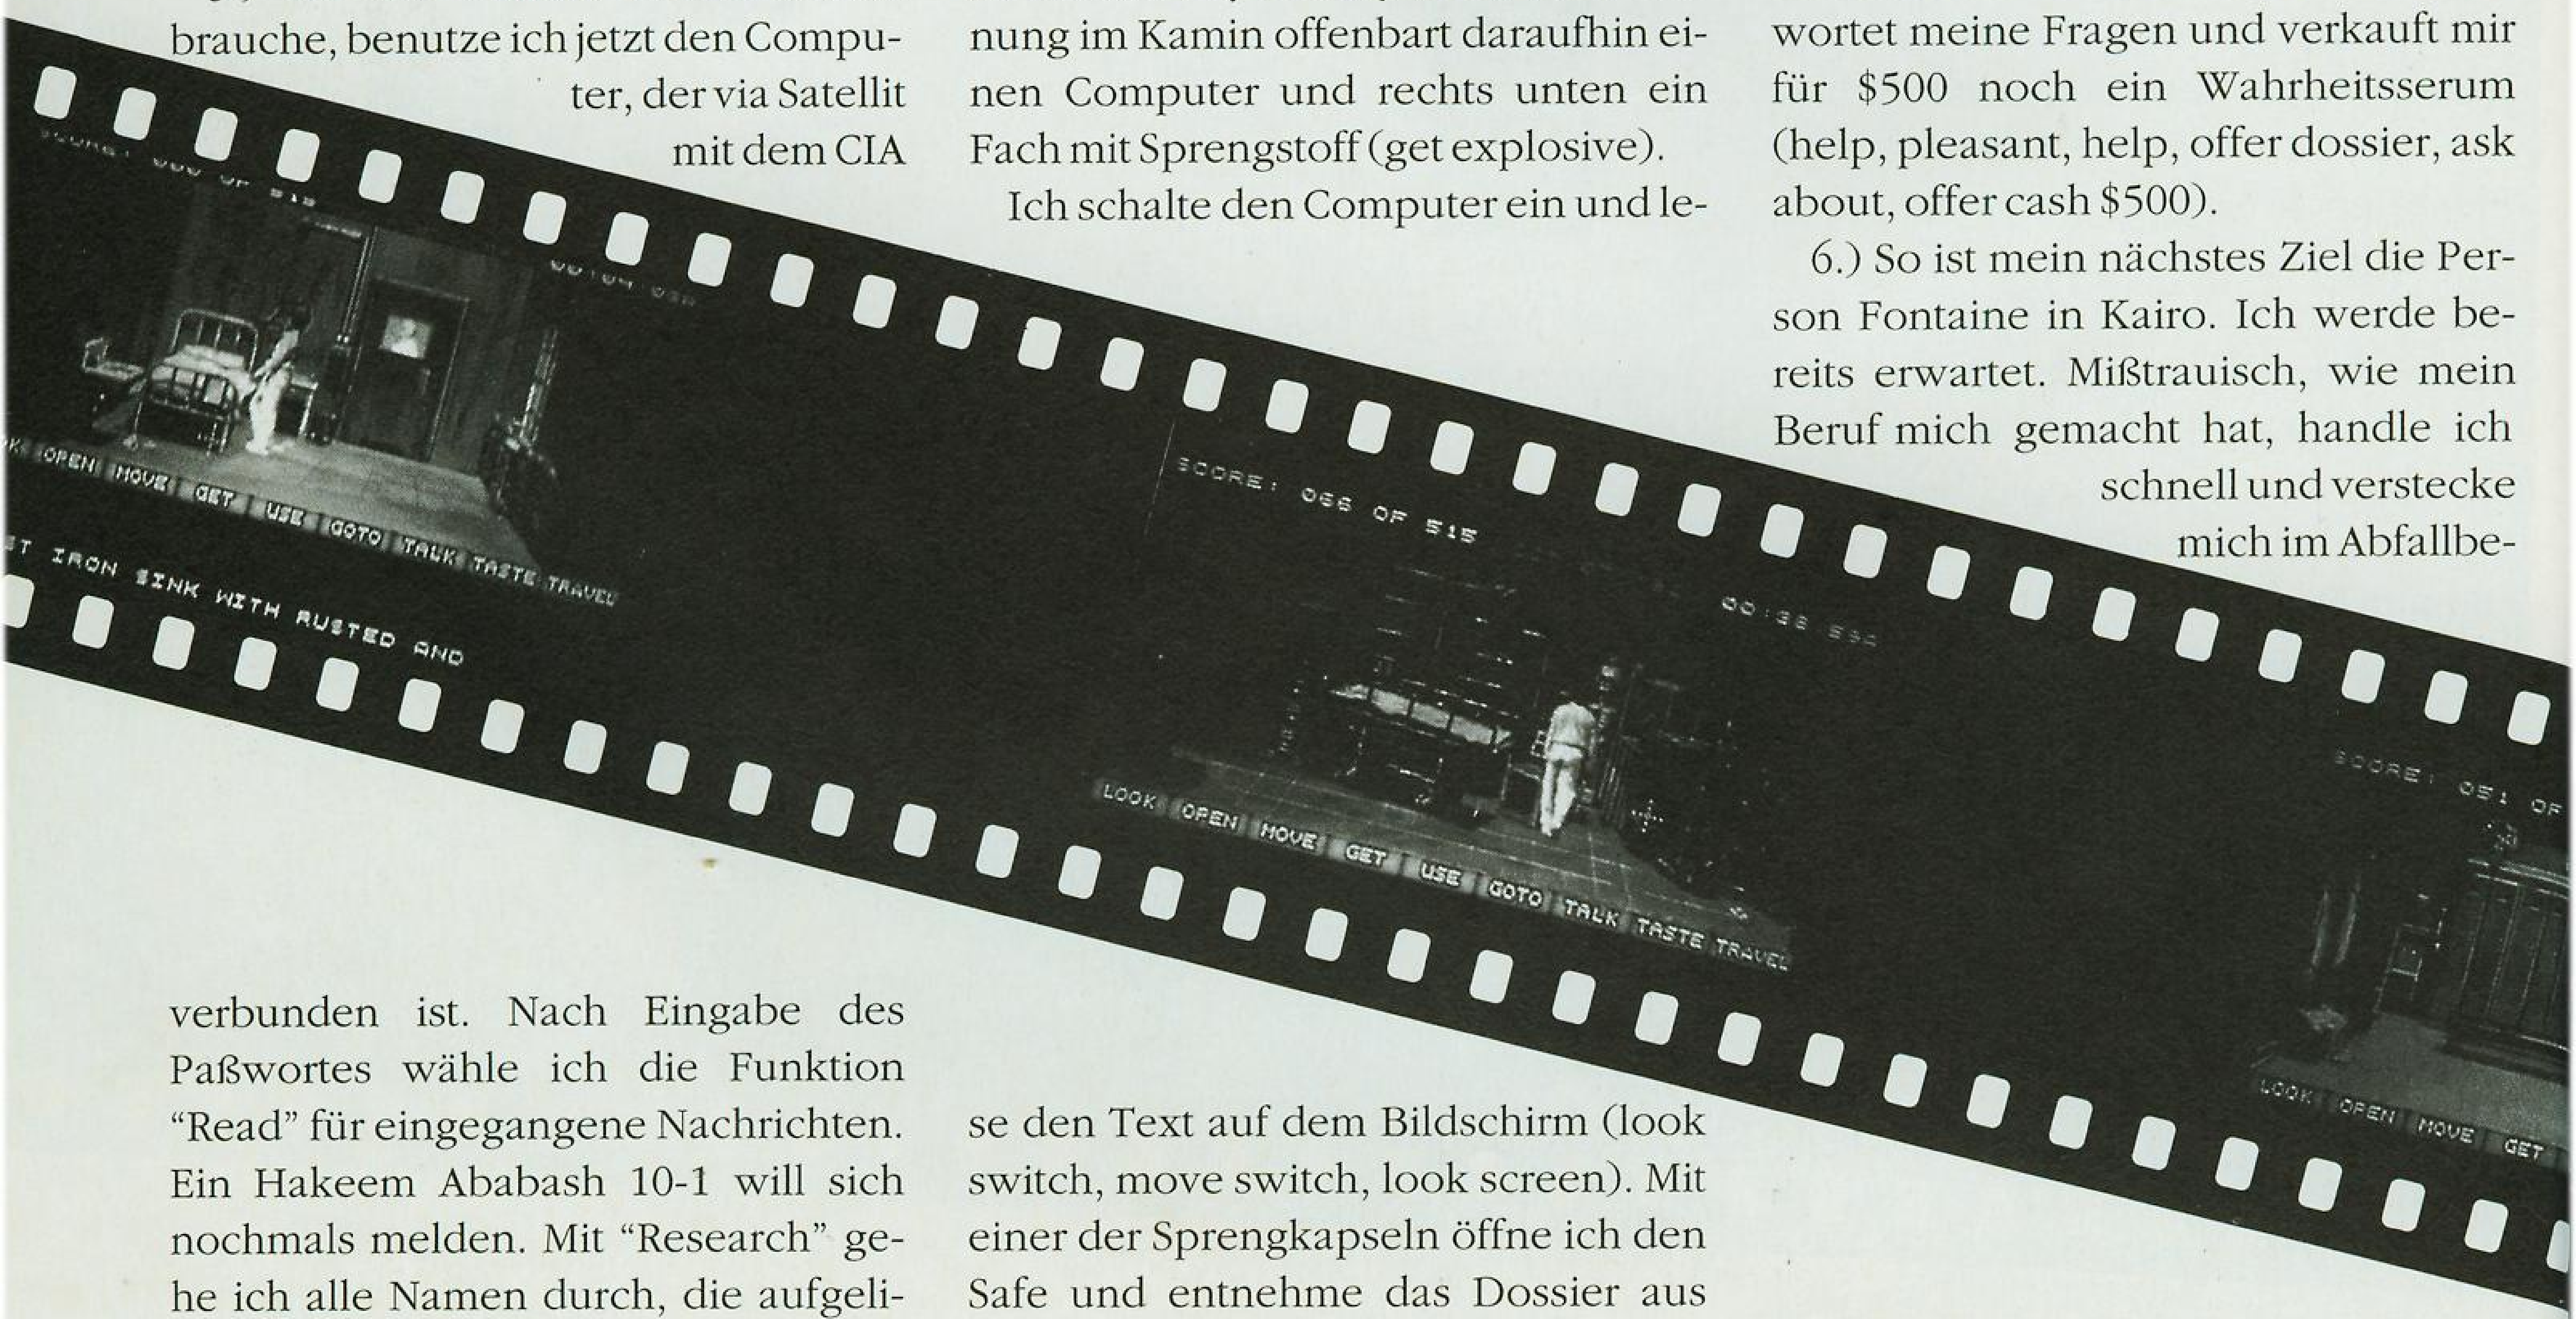 brauche, benutze ich jetzt den Compu-
ter, der via Satellit
mit dem CIA
verbunden ist. Nach Eingabe des
Paßwortes wähle ich die Funktion
“Read” für eingegangene Nachrichten.
Ein Hakeem Ababash 10-1 will sich
nochmals melden. Mit “Research” ge-
he ich alle Namen durch, die aufgeli-
nung im Kamin offenbart daraufhin ei-
nen Computer und rechts unten ein
Fach mit Sprengstoff (get explosive).
Ich schalte den Computer ein und le-
se den Text auf dem Bildschirm (look
switch, move switch, look screen). Mit
einer der Sprengkapseln öffne ich den
Safe und entnehme das Dossier aus
wortet meine Fragen und verkauft mir
für $500 noch ein Wahrheitsserum
(help, pleasant, help, offer dossier, ask
about, offer cash $500).
6.) So ist mein nächstes Ziel die Per-
son Fontaine in Kairo. Ich werde be-
reits erwartet. Mißtrauisch, wie mein
Beruf mich gemacht hat, handle ich
schnell und verstecke
mich im Abfallbe-
OPEN MOVE GET USE GOTO TALK TASTE TRAVEL
IRON SINK WITH RUSTED AND
SCORE: 066 OF 515
LOOK OPEN MOVE GET USE GOTO TALK TASTE TRAVEL
SCORE: 051 OF
LOOK OPEN MOVE GET